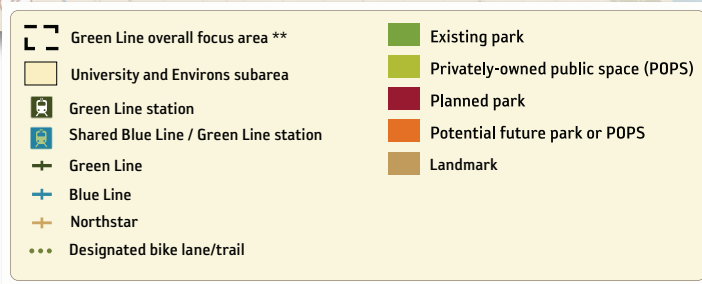 Green Line overall focus area **
University and Environs subarea
Green Line station
Shared Blue Line / Green Line station
Green Line
Blue Line
Northstar
Designated bike lane/trail
Existing park
Privately-owned public space (POPS)
Planned park
Potential future park or POPS
Landmark